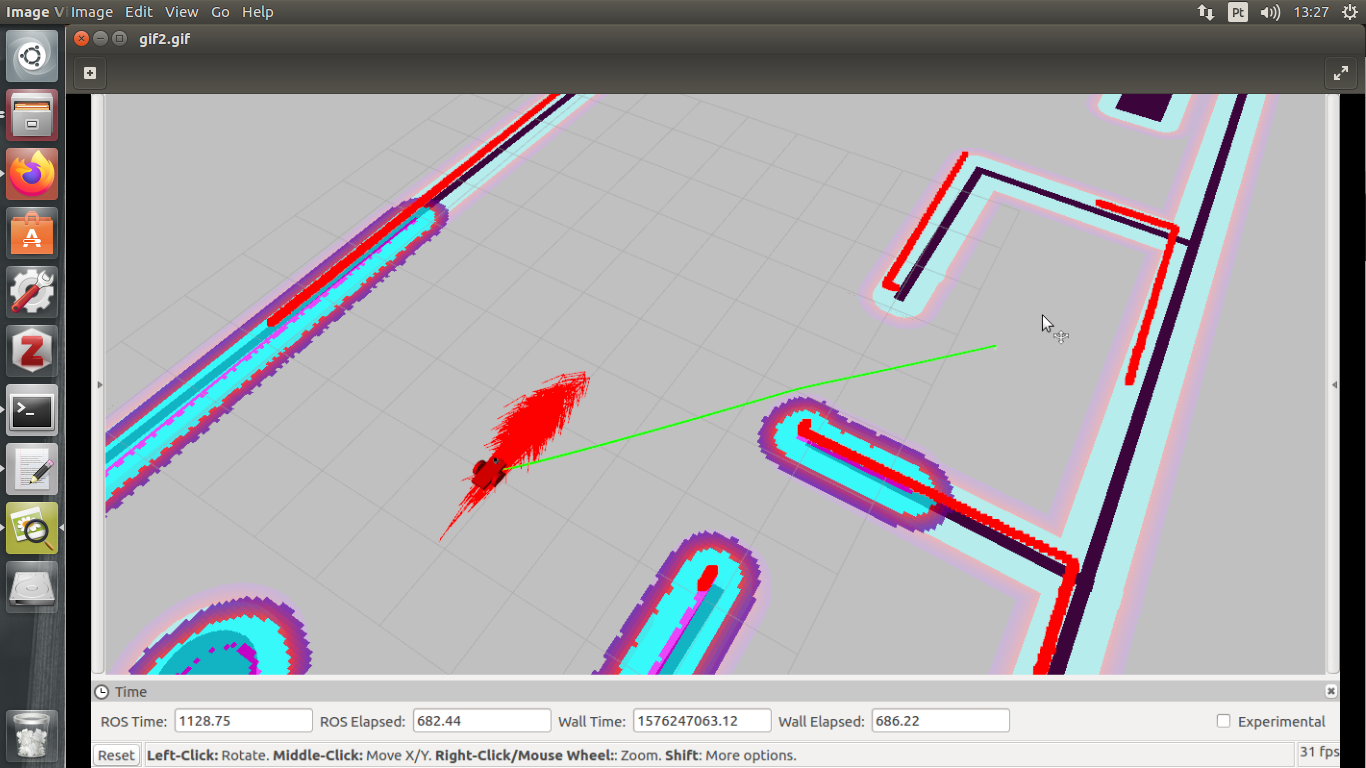 Image Vi Image Edit View Go Help Pt 13:27
gif2.gif
Time
ROS Time: 1128.75 ROS Elapsed: 682.44 Wall Time: 1576247063.12 Wall Elapsed: 686.22 Experimental
Reset Left-Click: Rotate. Middle-Click: Move X/Y. Right-Click/Mouse Wheel:: Zoom. Shift: More options. 31 fps